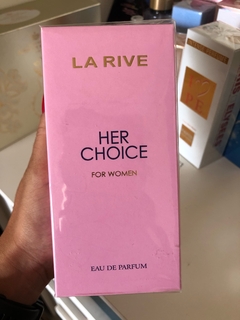 LA RIVE
HER
CHOICE
FOR WOMEN
EAU DE PARFUM